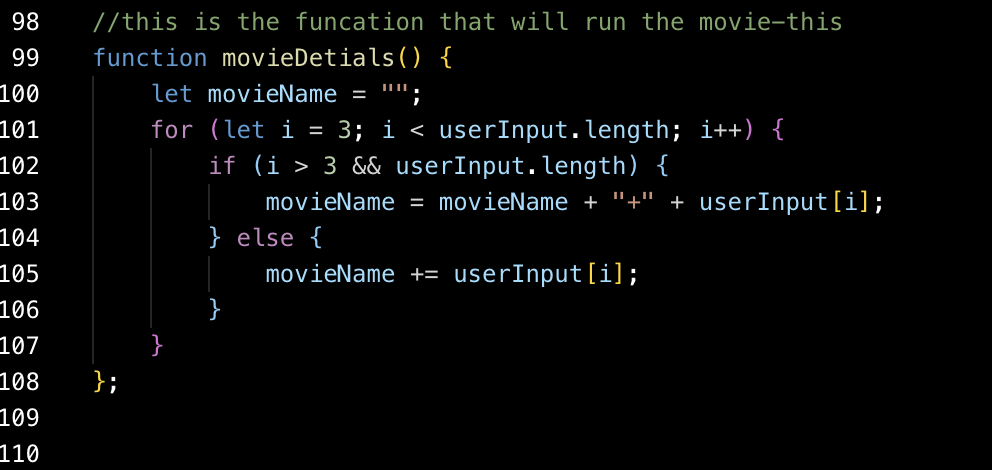 98 //this is the funcation that will run the movie-this
99 function movieDetials() {
100 let movieName = "";
101 for (let i = 3; i < userInput.length; i++) {
102 if (i > 3 && userInput.length) {
103 movieName = movieName + "+" + userInput[i];
104 } else {
105 movieName += userInput[i];
106 }
107 }
108 };
109
110